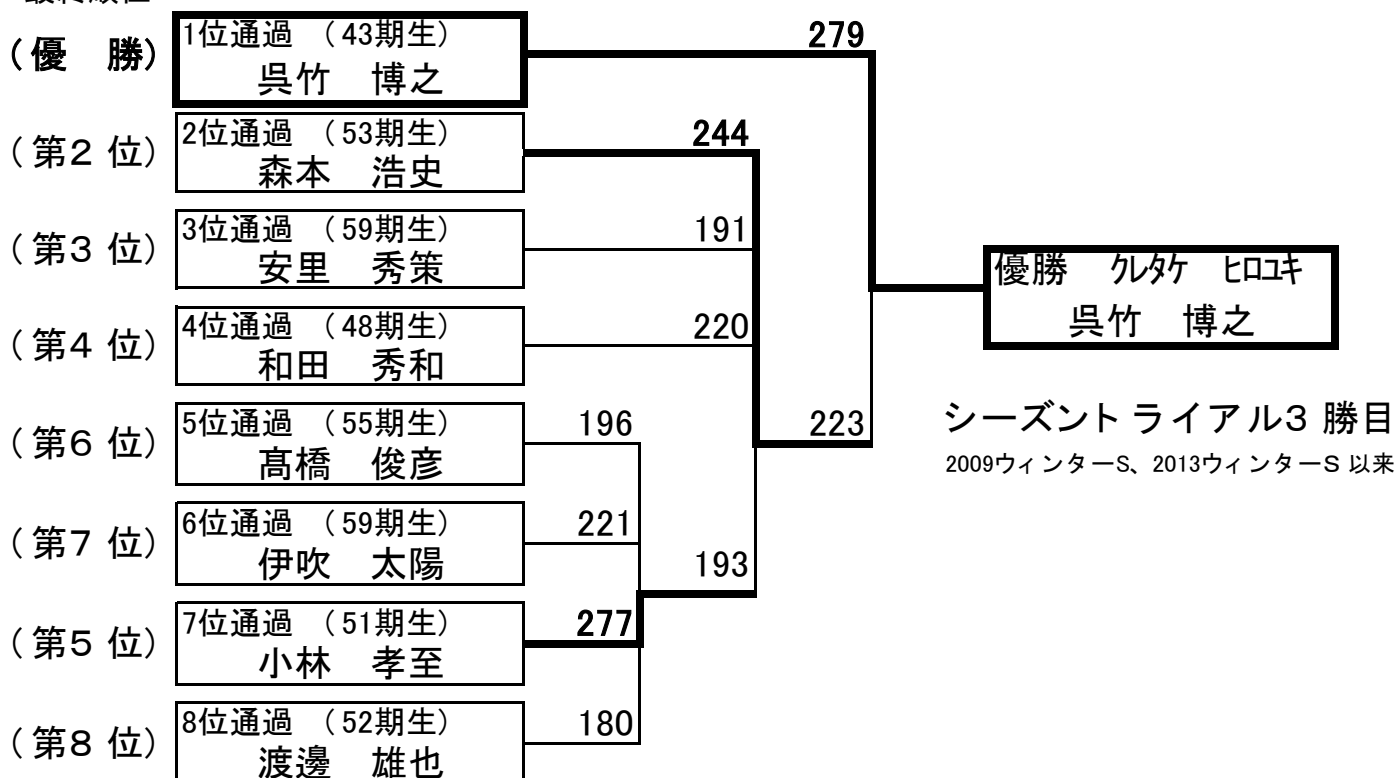 (優 勝)
1位通過 (43期生)
呉竹 博之
279
(第2 位)
2位通過 (53期生)
森本 浩史
244
(第3 位)
3位通過 (59期生)
安里 秀策
191
優勝 クレタケ ヒロユキ
呉竹 博之
(第4 位)
4位通過 (48期生)
和田 秀和
220
(第6 位)
5位通過 (55期生)
髙橋 俊彦
196
223
シーズントライアル3 勝目
2009ウィンターS、2013ウィンターS 以来
(第7 位)
6位通過 (59期生)
伊吹 太陽
221
193
(第5 位)
7位通過 (51期生)
小林 孝至
277
(第8 位)
8位通過 (52期生)
渡邊 雄也
180